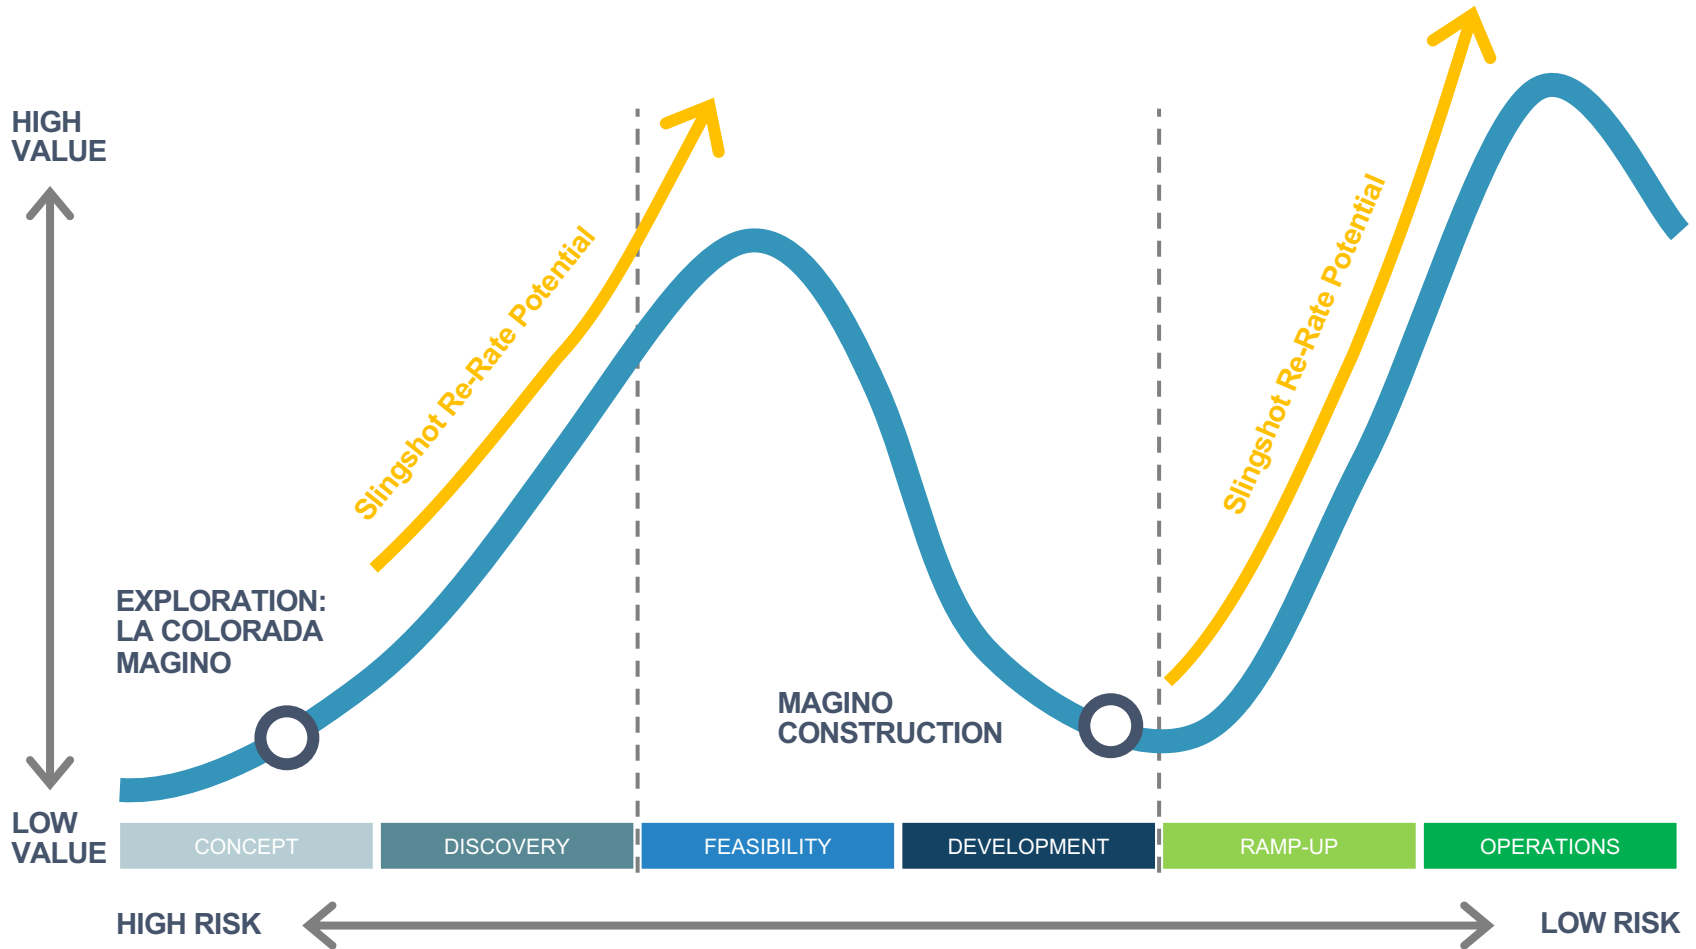 HIGH
VALUE
Slingshot Re-Rate Potential
Slingshot Re-Rate Potential
EXPLORATION:
LA COLORADA
MAGINO
MAGINO
CONSTRUCTION
LOW
VALUE
CONCEPT
DISCOVERY
FEASIBILITY
DEVELOPMENT
RAMP-UP
OPERATIONS
HIGH RISK
LOW RISK